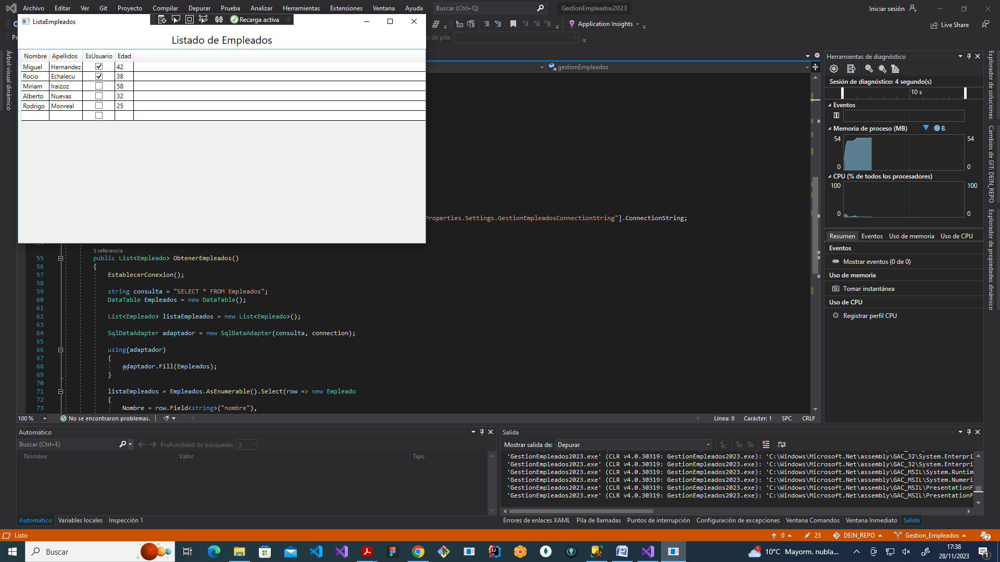 Archivo Editar Ver Git Proyecto Compilar Depurar Prueba Analizar Herramientas Extensiones Ventana Ayuda Buscar (Ctrl+Q) GestionEmpleados2023 Iniciar sesión
ListaEmpleados
Recarga activa
Application Insights
Live Share
Pr
o de pila:
Listado de Empleados
Nombre Apellidos EsUsuario Edad
Miguel Hernandez 42
Rocio Echalecu 38
Miriam Iraizoz 58
Alberto Nuevas 32
Rodrigo Monreal 25
Árbol visual dinámico
gestionEmpleados
Properties.Settings.GestionEmpleadosConnectionString"].ConnectionString;
1 referencia
55 public List<Empleado> ObtenerEmpleados()
56 {
57 EstablecerConexion();
58
59 string consulta = "SELECT * FROM Empleados";
60 DataTable Empleados = new DataTable();
61
62 List<Empleado> listaEmpleados = new List<Empleado>();
63
64 SqlDataAdapter adaptador = new SqlDataAdapter(consulta, connection);
65
66 using(adaptador)
67 {
68 adaptador.Fill(Empleados);
69 }
70
71 listaEmpleados = Empleados.AsEnumerable().Select(row => new Empleado
72 {
73 Nombre = row.Field<string>("nombre"),
100 % No se encontraron problemas. Línea: 8 Carácter: 1 SPC CRLF
Herramientas de diagnóstico
Sesión de diagnóstico: 4 segundo(s)
10 s
Eventos
Memoria de proceso (MB) B.
54 54
0 0
CPU (% de todos los procesadores)
100 100
0 0
Resumen Eventos Uso de memoria Uso de CPU
Eventos
Mostrar eventos (0 de 0)
Uso de memoria
Tomar instantánea
Uso de CPU
Registrar perfil CPU
Explorador de soluciones
Cambios de GIT: DEIN_REPO
Explorador de propiedades dinámico
Automático
Buscar (Ctrl+E) Profundidad de búsqueda: 3
Nombre Valor Tipo
Automático Variables locales Inspección 1
Salida
Mostrar salida de: Depurar
'GestionEmpleados2023.exe' (CLR v4.0.30319: GestionEmpleados2023.exe): 'C:\Windows\Microsoft.Net\assembly\GAC_32\System.Enterpri
'GestionEmpleados2023.exe' (CLR v4.0.30319: GestionEmpleados2023.exe): 'C:\Windows\Microsoft.Net\assembly\GAC_32\System.Enterpri
'GestionEmpleados2023.exe' (CLR v4.0.30319: GestionEmpleados2023.exe): 'C:\Windows\Microsoft.Net\assembly\GAC_MSIL\System.Runtim
'GestionEmpleados2023.exe' (CLR v4.0.30319: GestionEmpleados2023.exe): 'C:\Windows\Microsoft.Net\assembly\GAC_MSIL\System.Numeri
'GestionEmpleados2023.exe' (CLR v4.0.30319: GestionEmpleados2023.exe): 'C:\Windows\Microsoft.Net\assembly\GAC_MSIL\PresentationF
'GestionEmpleados2023.exe' (CLR v4.0.30319: GestionEmpleados2023.exe): 'C:\Windows\Microsoft.Net\assembly\GAC_MSIL\PresentationF
Errores de enlaces XAML Pila de llamadas Puntos de interrupción Configuración de excepciones Ventana Comandos Ventana Inmediato Salida
Listo 0 23 DEIN_REPO Gestion_Empleados 2
Buscar 1 10°C Mayorm. nubla... 17:38
28/11/2023 1